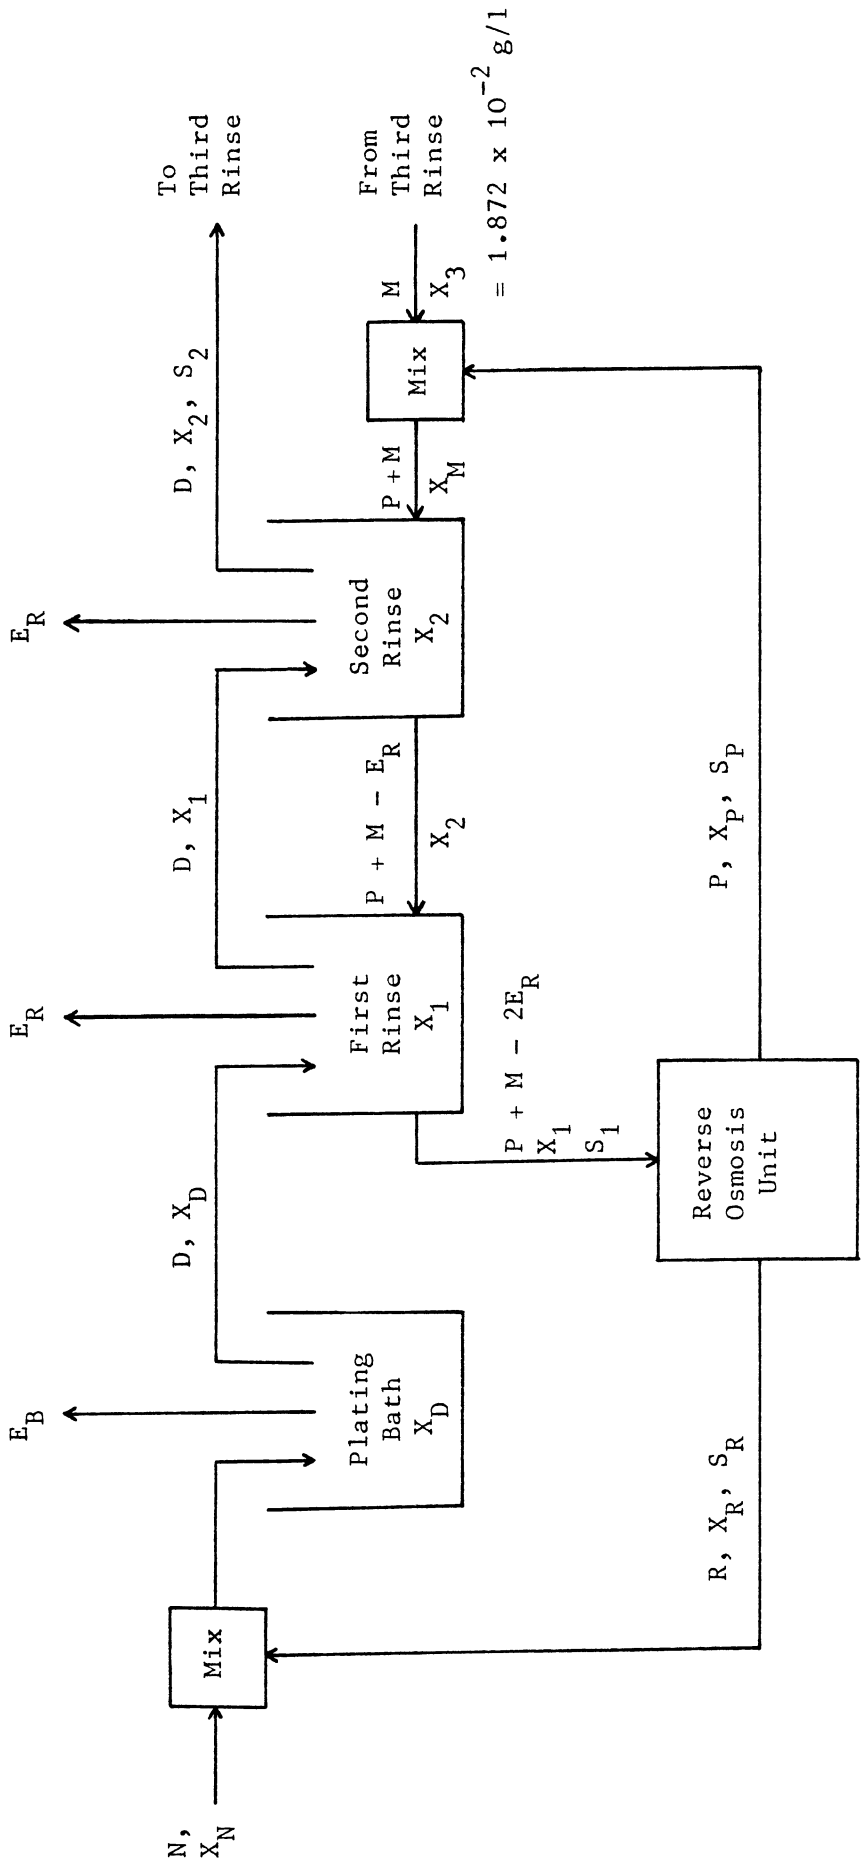 E_B
E_R
E_R
To
Third
Rinse
D, X_D
D, X_1
D, X_2, S_2
N,
X_N
Mix
Plating
Bath
X_D
First
Rinse
X_1
P + M - E_R
X_2
Second
Rinse
X_2
P + M
X_M
Mix
M
X_3
From
Third
Rinse
= 1.872 x 10^-2 g/l
P + M - 2E_R
X_1
S_1
R, X_R, S_R
Reverse
Osmosis
Unit
P, X_P, S_P